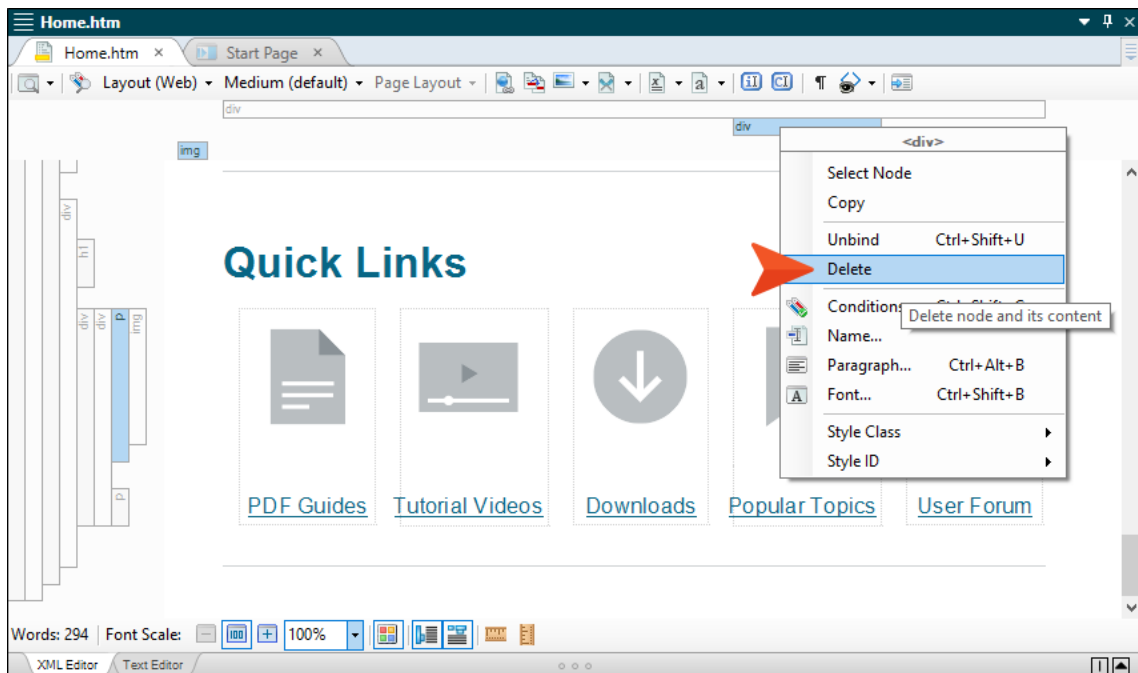 Home.htm
Home.htm × Start Page ×
Layout (Web) Medium (default) Page Layout
div
div
img
<div>
Select Node
Copy
Unbind Ctrl+Shift+U
Delete
Conditions
Delete node and its content
Name...
Paragraph... Ctrl+Alt+B
Font... Ctrl+Shift+B
Style Class
Style ID
div
h1
div
div
p
img
p
Quick Links
PDF Guides Tutorial Videos Downloads Popular Topics User Forum
Words: 294 Font Scale: 100 100%
XML Editor Text Editor